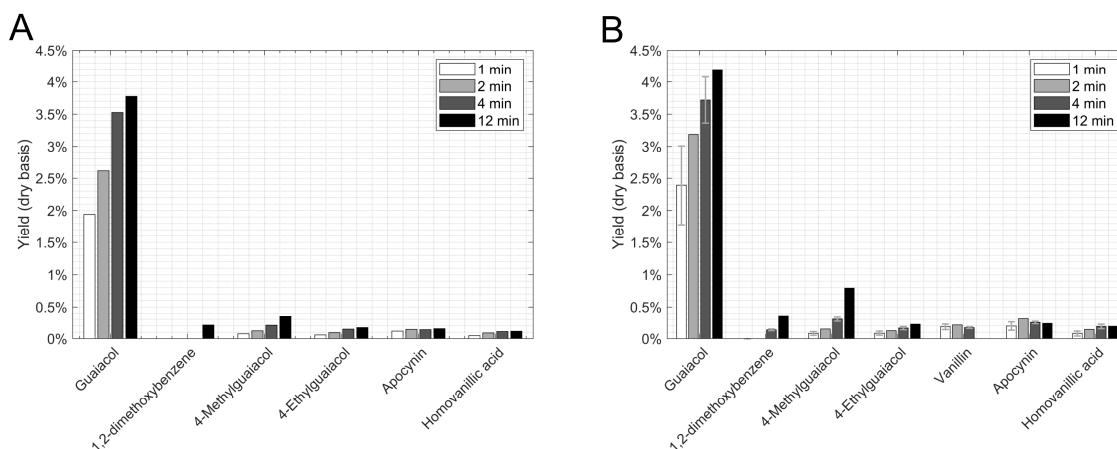 A
4.5%
4%
3.5%
3%
2.5%
2%
1.5%
1%
0.5%
0%
Yield (dry basis)
1 min
2 min
4 min
12 min
Guaiacol
1,2-dimethoxybenzene
4-Methylguaiacol
4-Ethylguaiacol
Apocynin
Homovanillic acid
B
4.5%
4%
3.5%
3%
2.5%
2%
1.5%
1%
0.5%
0%
Yield (dry basis)
1 min
2 min
4 min
12 min
Guaiacol
1,2-dimethoxybenzene
4-Methylguaiacol
4-Ethylguaiacol
Vanillin
Apocynin
Homovanillic acid